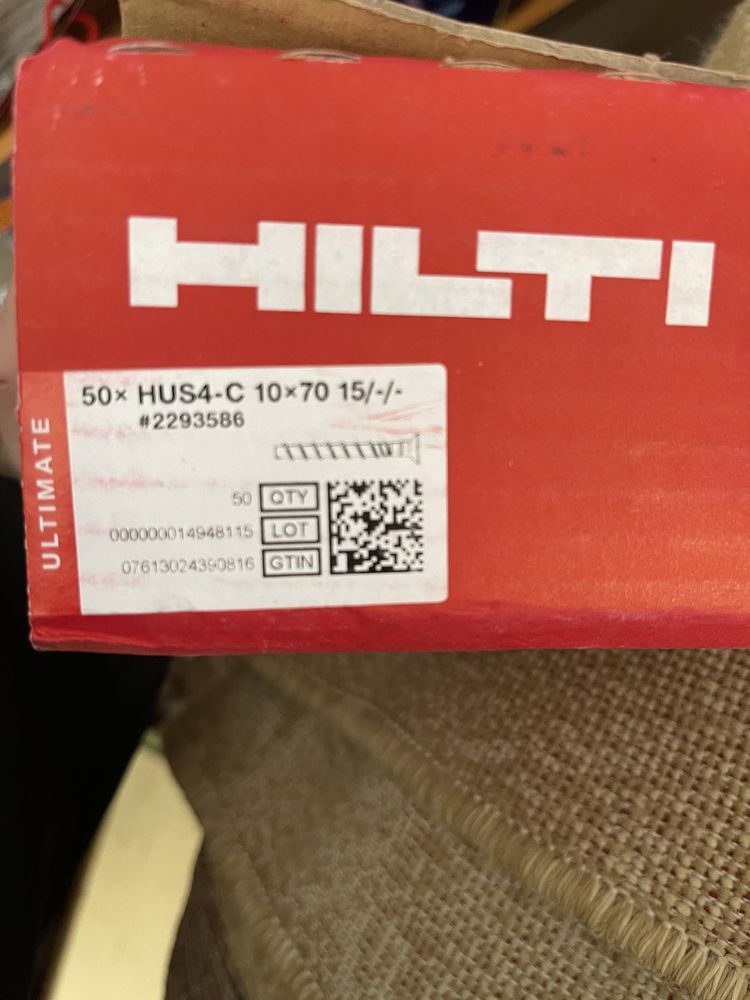 HILTI
ULTIMATE
50× HUS4-C 10×70 15/-/-
#2293586
50 QTY
000000014948115 LOT
07613024390816 GTIN